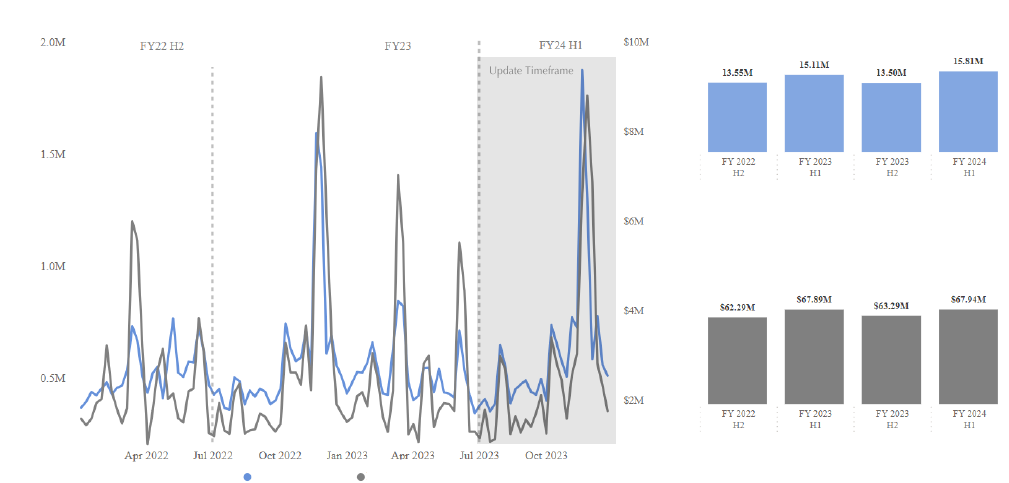 2.0M
FY22 H2
FY23
FY24 H1
$10M
Update Timeframe
1.5M
$8M
1.0M
$6M
0.5M
$4M
$2M
Apr 2022
Jul 2022
Oct 2022
Jan 2023
Apr 2023
Jul 2023
Oct 2023
13.55M
15.11M
13.50M
15.81M
FY 2022
H2
FY 2023
H1
FY 2023
H2
FY 2024
H1
$62.29M
$67.89M
$63.29M
$67.94M
FY 2022
H2
FY 2023
H1
FY 2023
H2
FY 2024
H1